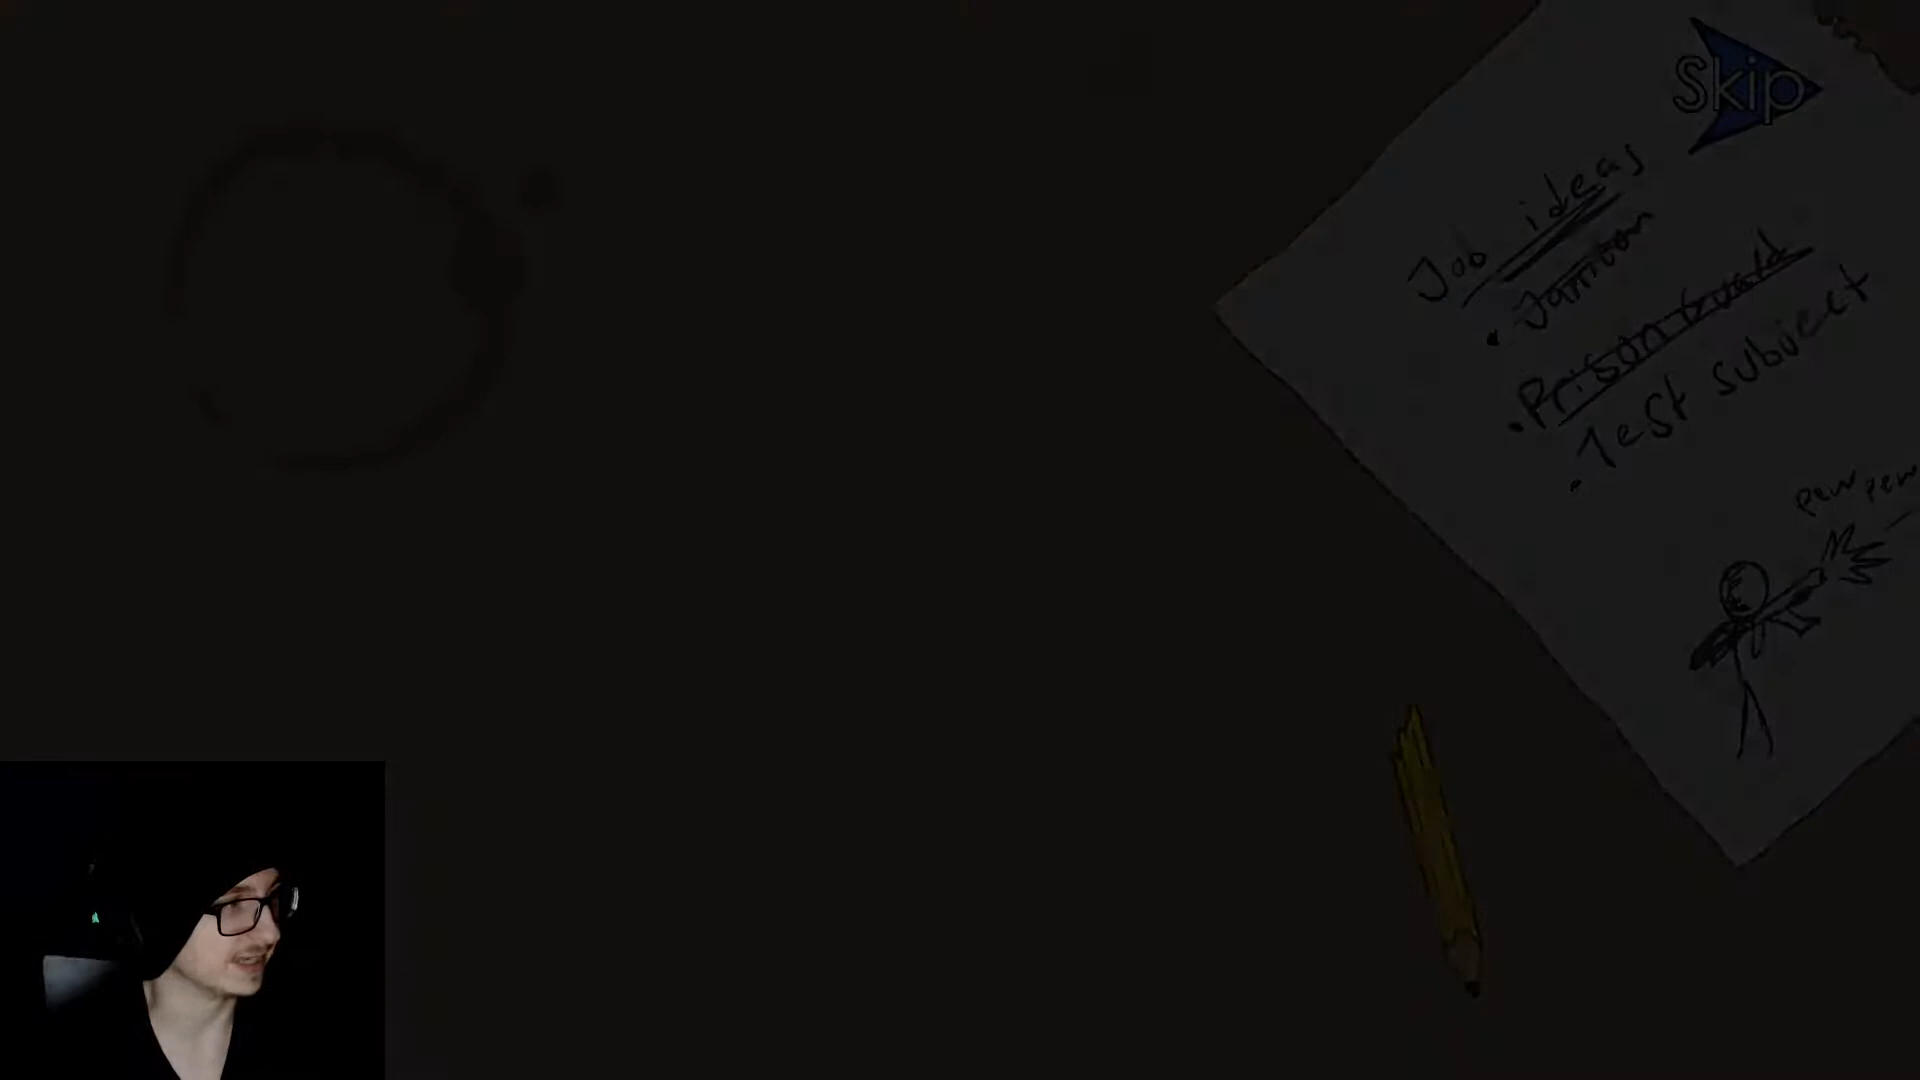 Skip
Job ideas
• Janitor
• Prison Guard
• Test subject
pew pew